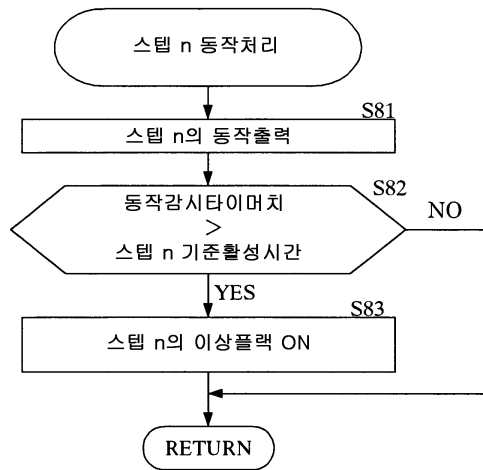 스텝 n 동작처리
S81
스텝 n의 동작출력
S82
동작감시타이머치
>
스텝 n 기준활성시간
NO
YES
S83
스텝 n의 이상플랙 ON
RETURN